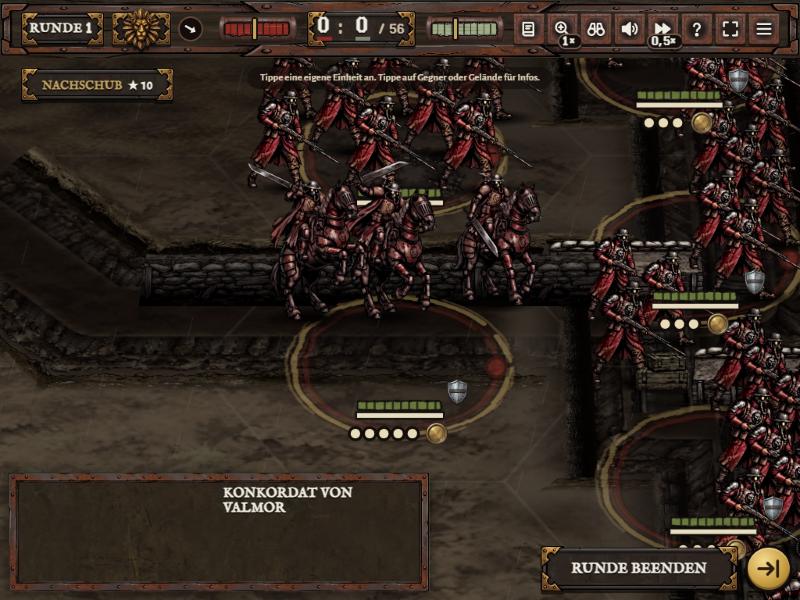 RUNDE 1
0 : 0 / 56
1×
0,5×
?
NACHSCHUB ★ 10
Tippe eine eigene Einheit an. Tippe auf Gegner oder Gelände für Infos.
KONKORDAT VON
VALMOR
RUNDE BEENDEN